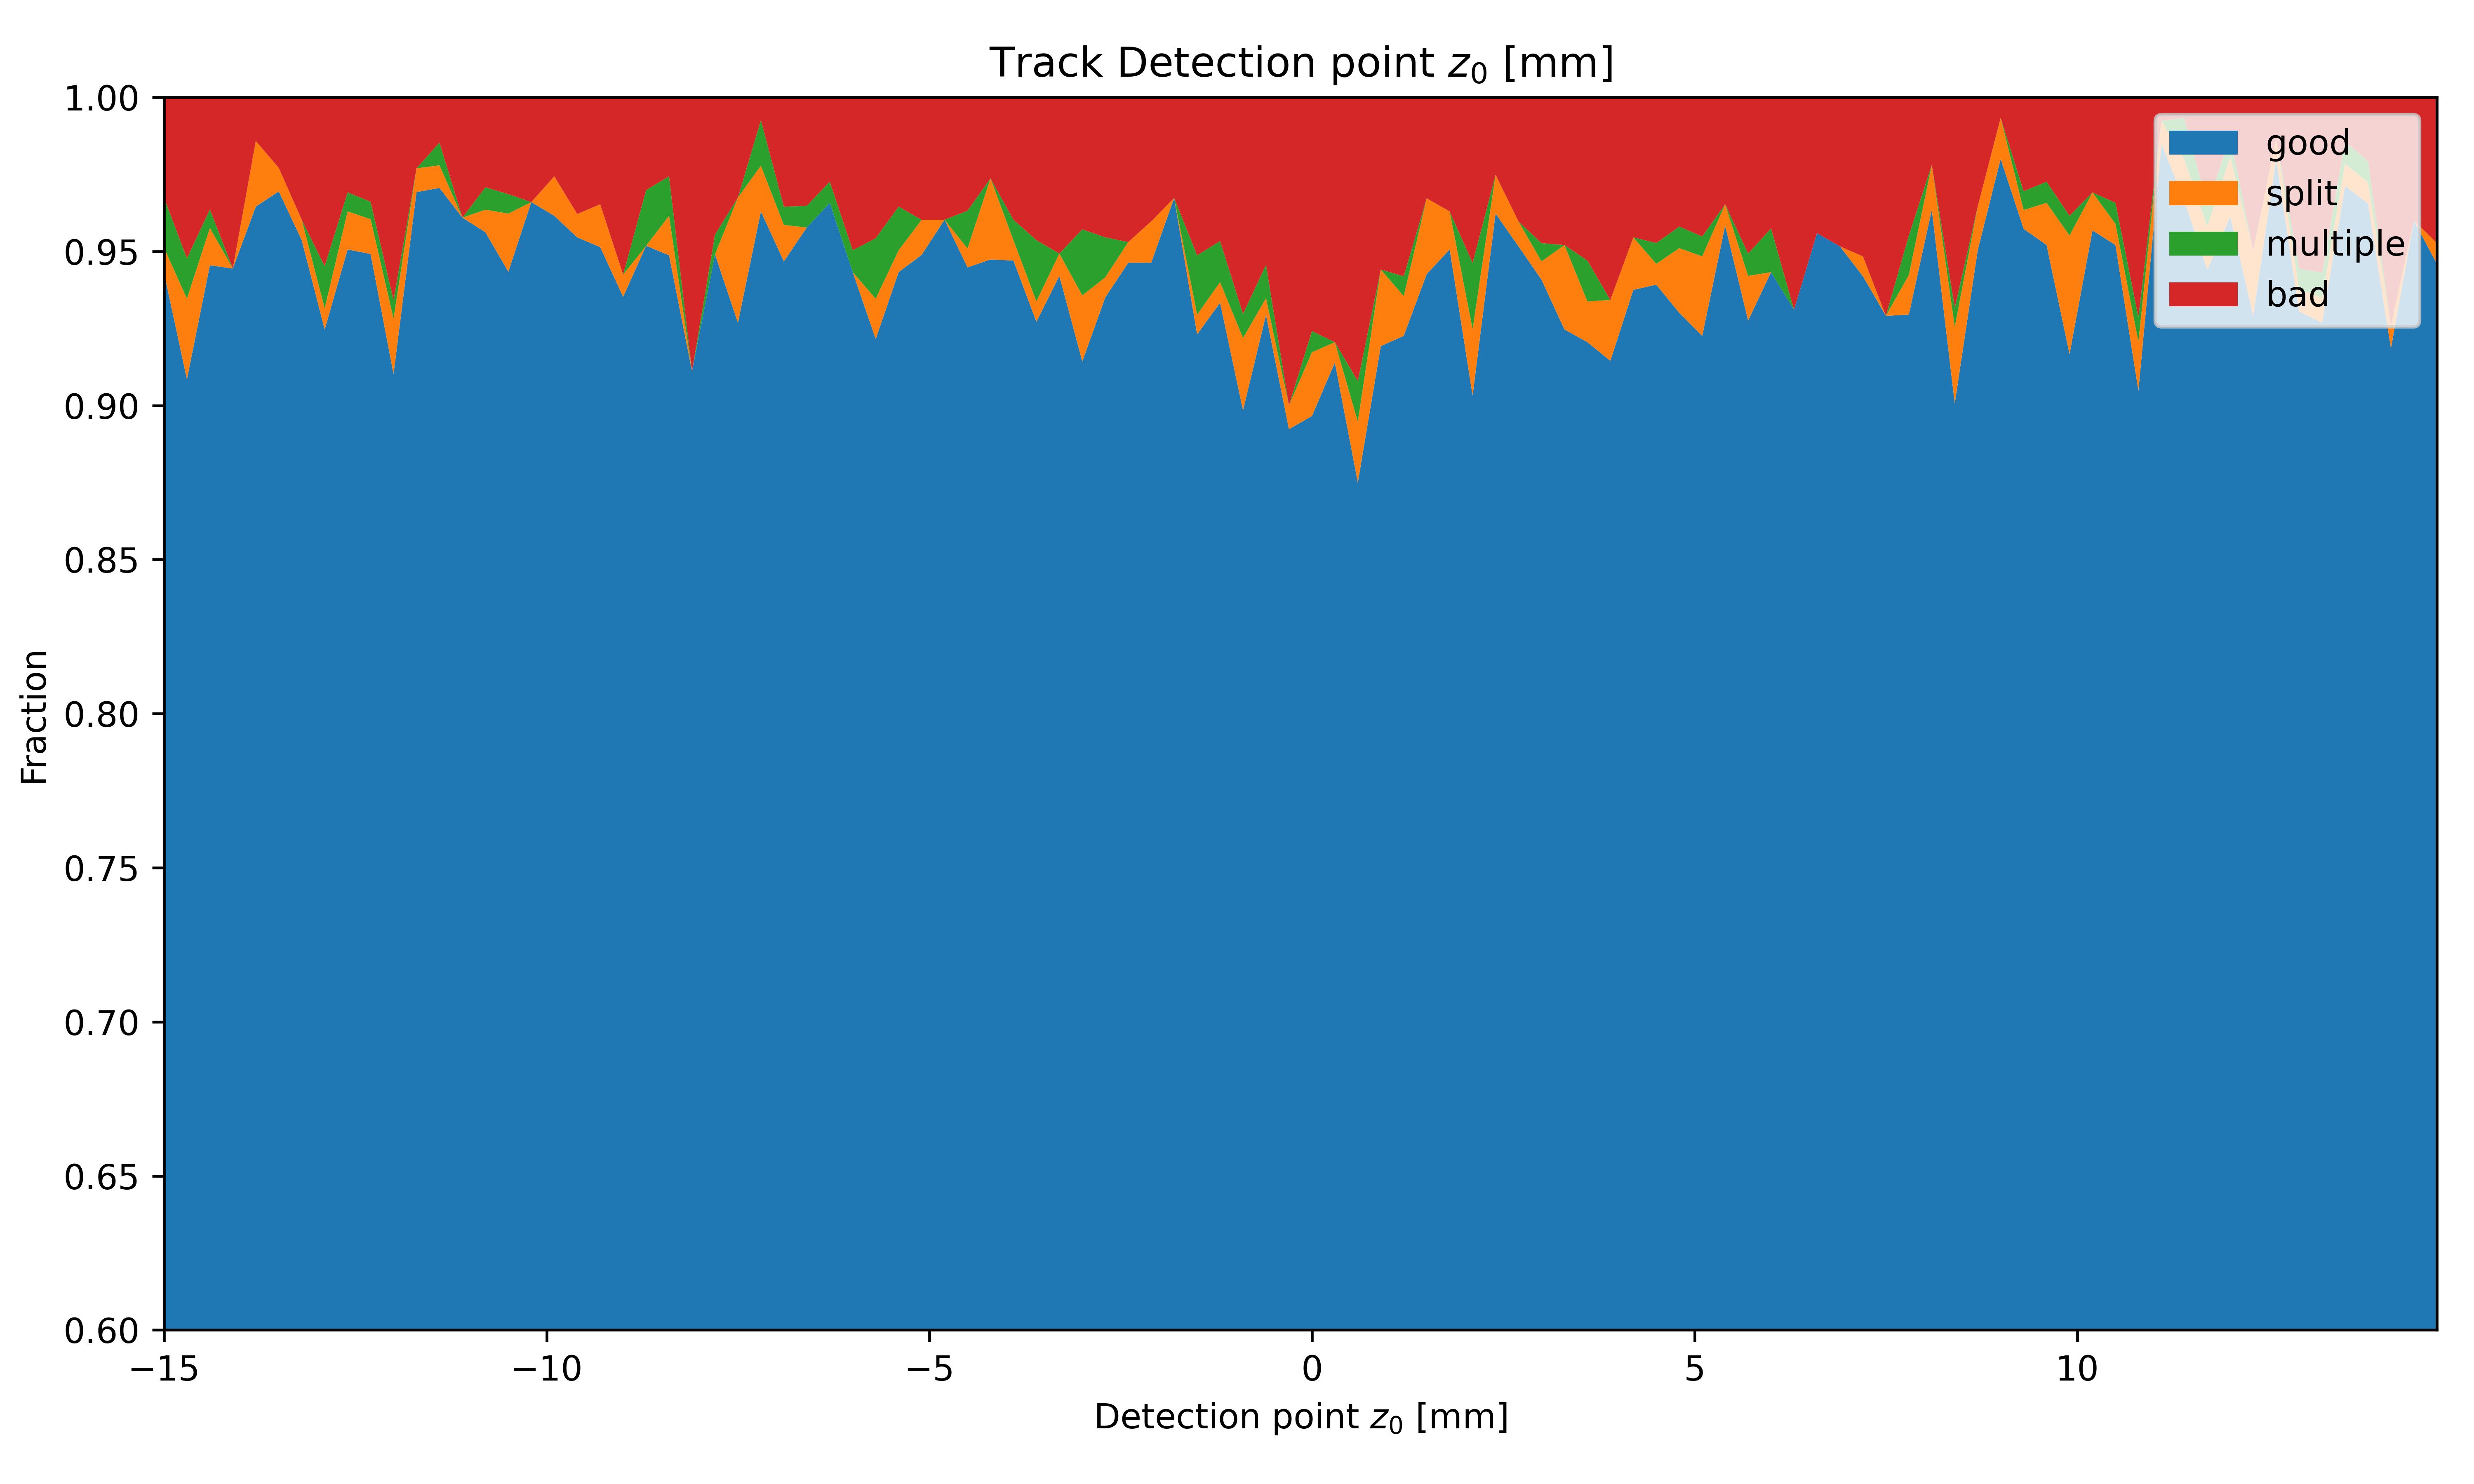 Track Detection point z₀ [mm]
1.00
0.95
0.90
0.85
0.80
0.75
0.70
0.65
0.60
Fraction
good
split
multiple
bad
−15
−10
−5
0
5
10
Detection point z₀ [mm]